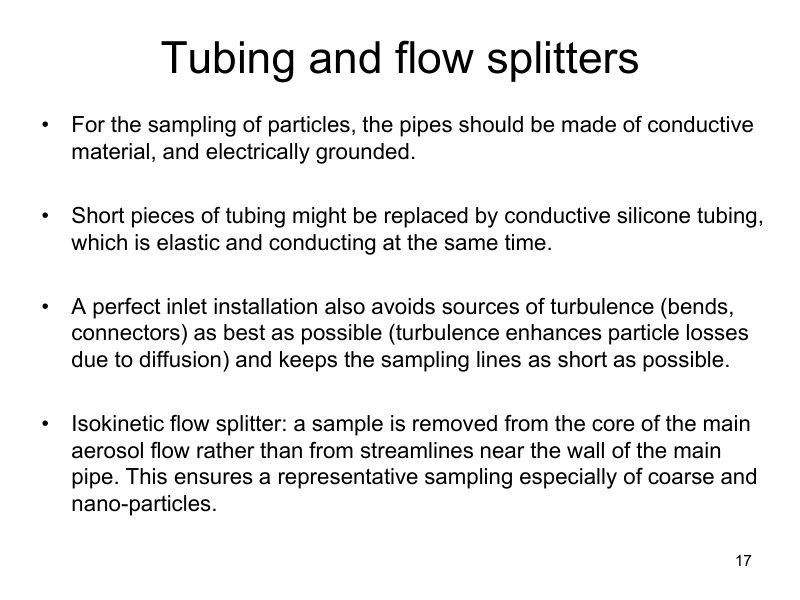 Tubing and flow splitters
• For the sampling of particles, the pipes should be made of conductive
material, and electrically grounded.
• Short pieces of tubing might be replaced by conductive silicone tubing,
which is elastic and conducting at the same time.
• A perfect inlet installation also avoids sources of turbulence (bends,
connectors) as best as possible (turbulence enhances particle losses
due to diffusion) and keeps the sampling lines as short as possible.
• Isokinetic flow splitter: a sample is removed from the core of the main
aerosol flow rather than from streamlines near the wall of the main
pipe. This ensures a representative sampling especially of coarse and
nano-particles.
17